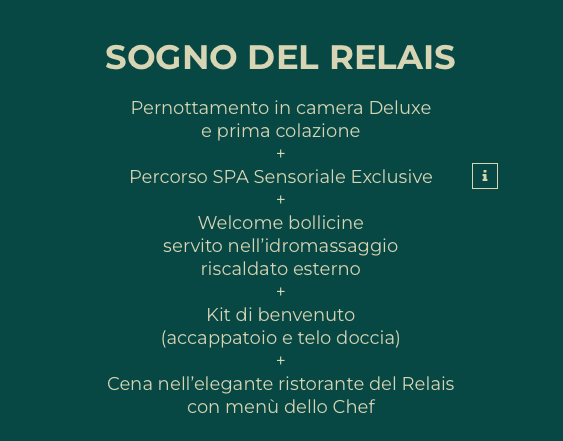 SOGNO DEL RELAIS
Pernottamento in camera Deluxe
e prima colazione
+
Percorso SPA Sensoriale Exclusive
i
+
Welcome bollicine
servito nell'idromassaggio
riscaldato esterno
+
Kit di benvenuto
(accappatoio e telo doccia)
+
Cena nell'elegante ristorante del Relais
con menù dello Chef